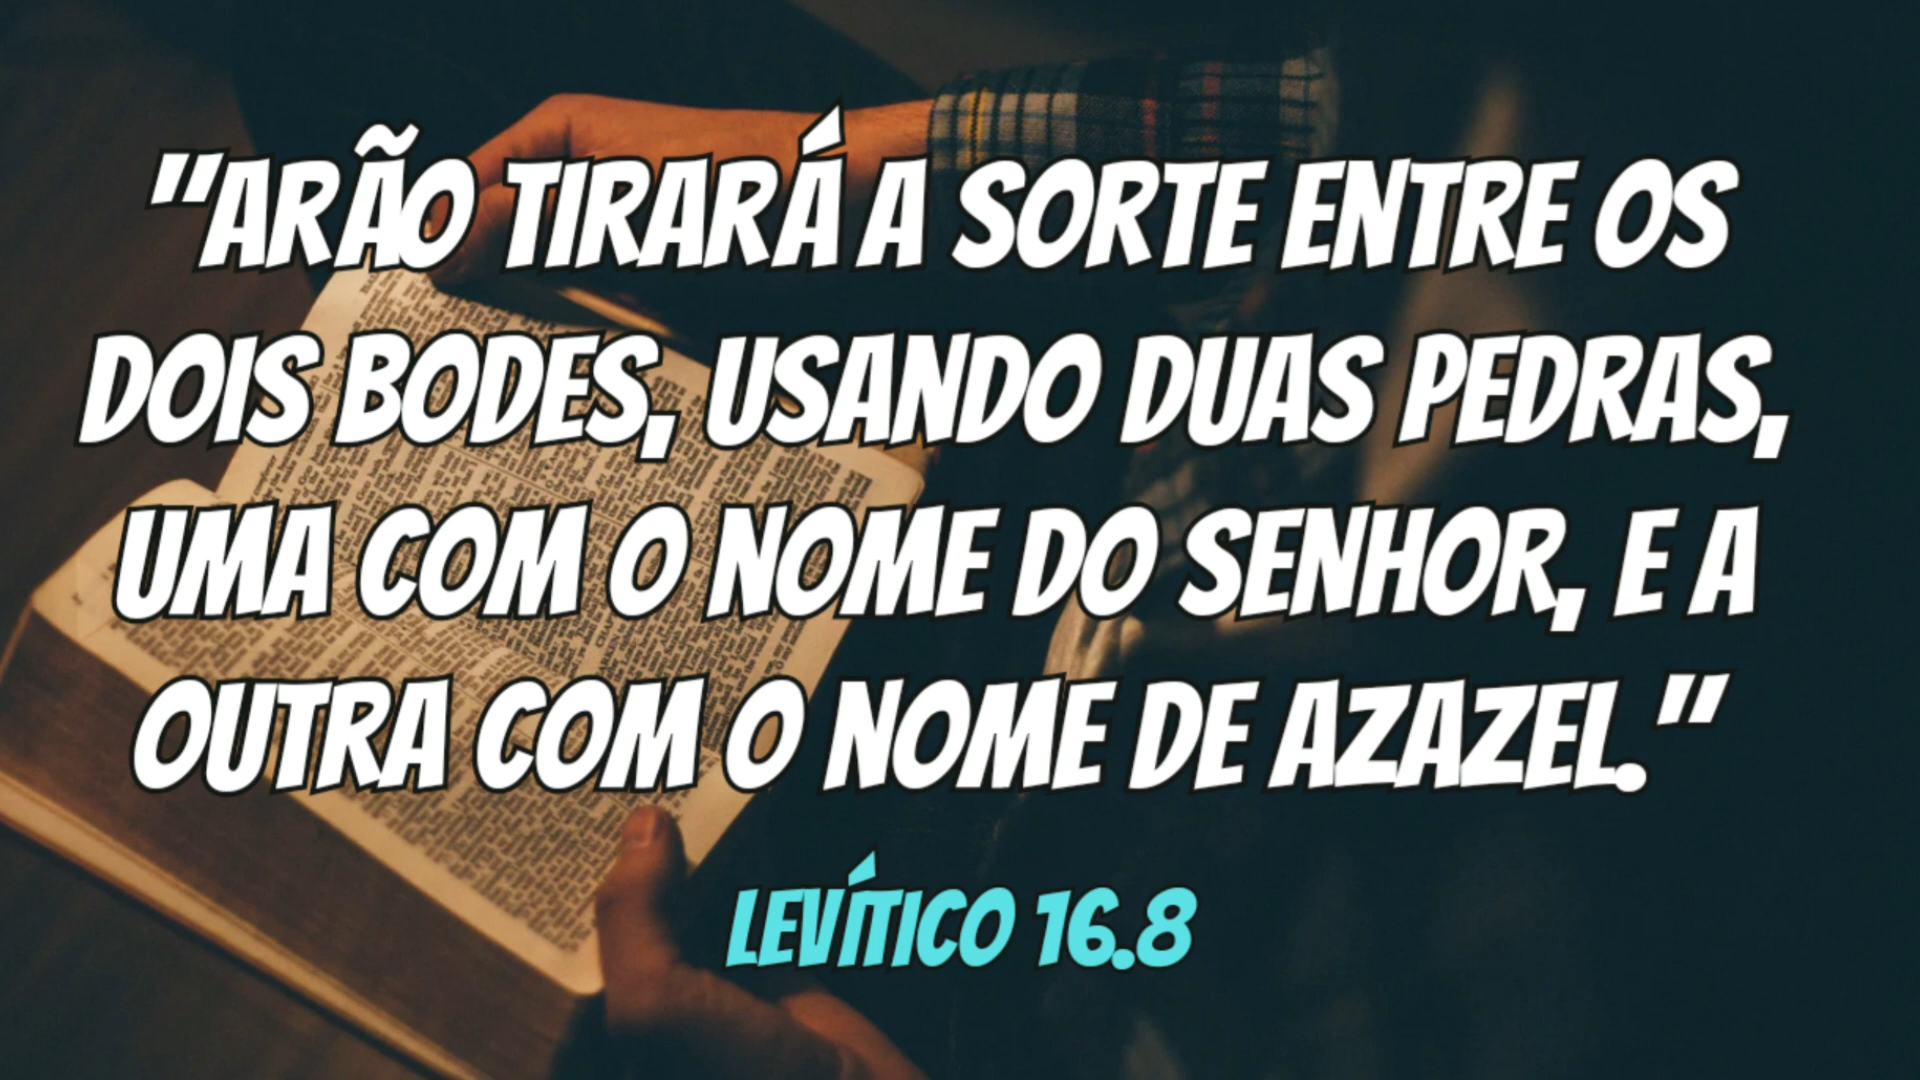 "ARÃO TIRARÁ A SORTE ENTRE OS
DOIS BODES, USANDO DUAS PEDRAS,
UMA COM O NOME DO SENHOR, E A
OUTRA COM O NOME DE AZAZEL."
LEVÍTICO 16.8